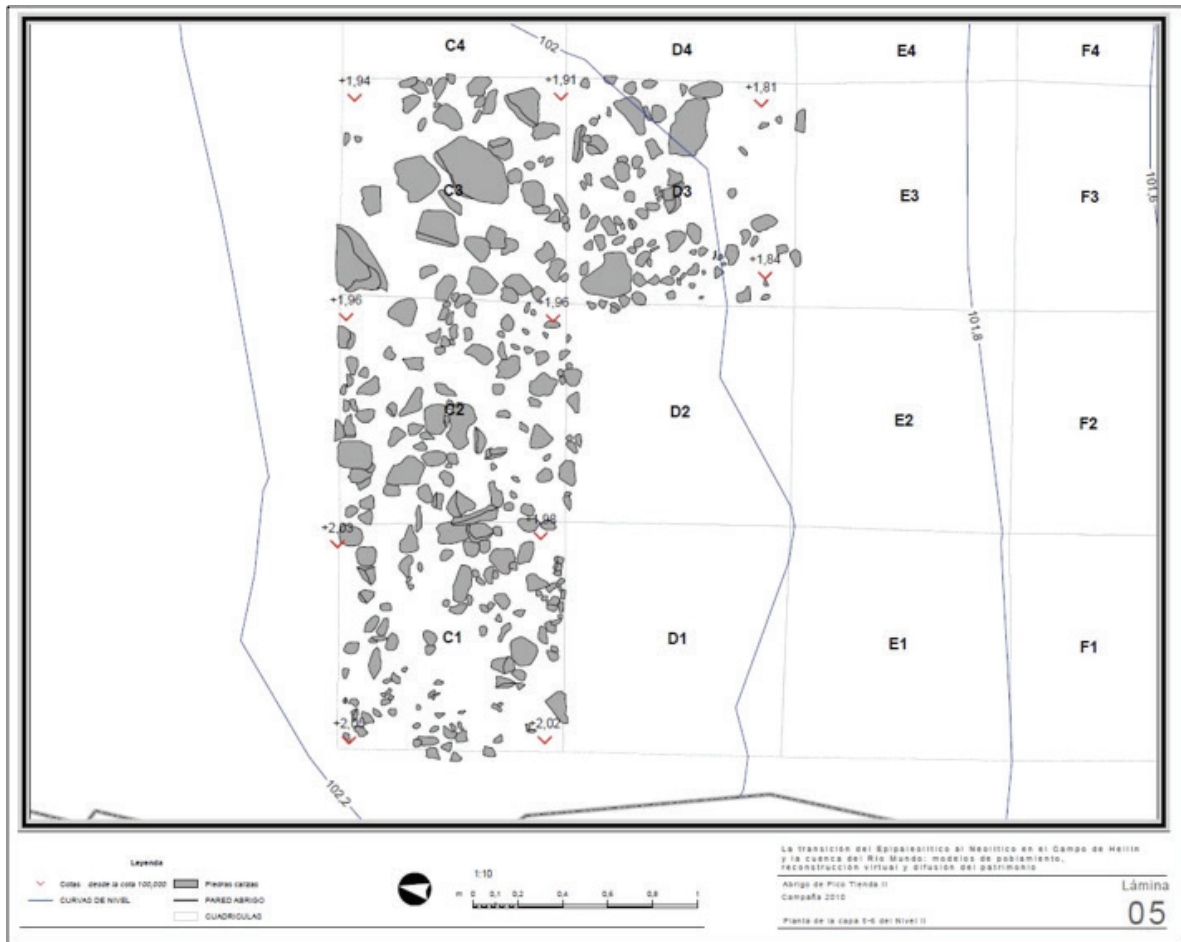 C4
102
D4
E4
F4
+1,94
+1,91
+1,81
C3
D3
E3
F3
101,6
+1,84
+1,96
+1,96
101,8
C2
D2
E2
F2
+2,03
+1,98
C1
D1
E1
F1
+2,02
102,2
Leyenda
Cotas desde la cota 100,000
Piedras calizas
CURVAS DE NIVEL
PARED ABRIGO
CUADRICULAS
1:10
m 0 0,1 0,2 0,4 0,6 0,8 1
La transición del Epipaleolítico al Neolítico en el Campo de Hellín
y la cuenca del Río Mundo: modelos de poblamiento,
reconstrucción virtual y difusión del patrimonio
Abrigo de Pico Tienda II
Campaña 2010
Lámina
05
Planta de la capa 5-6 del Nivel II